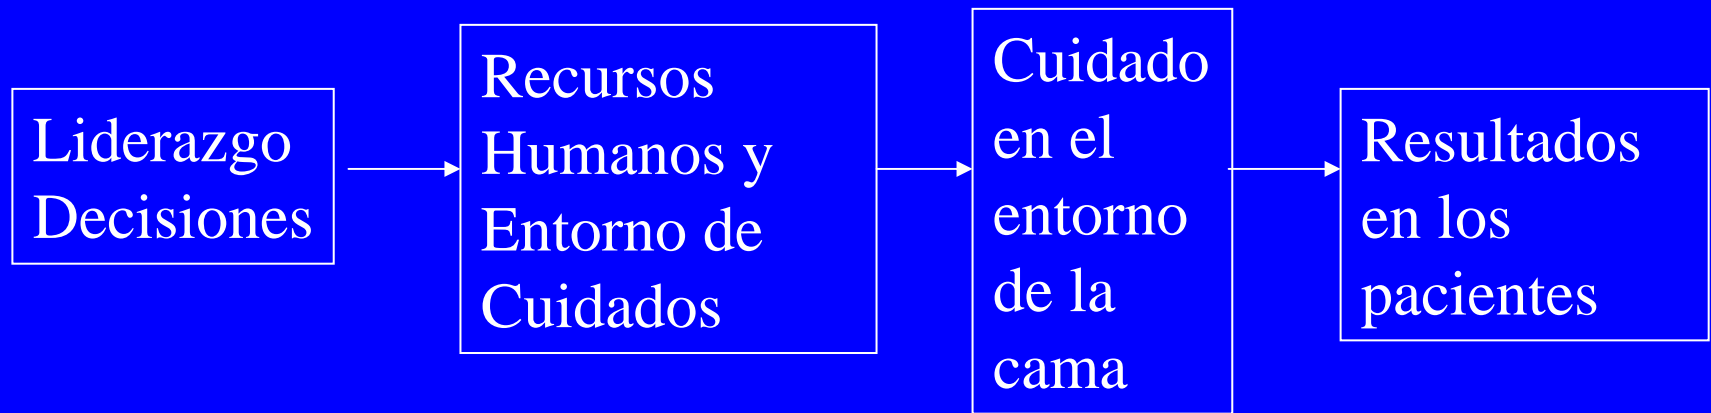 Liderazgo
Decisiones
Recursos
Humanos y
Entorno de
Cuidados
Cuidado
en el
entorno
de la
cama
Resultados
en los
pacientes